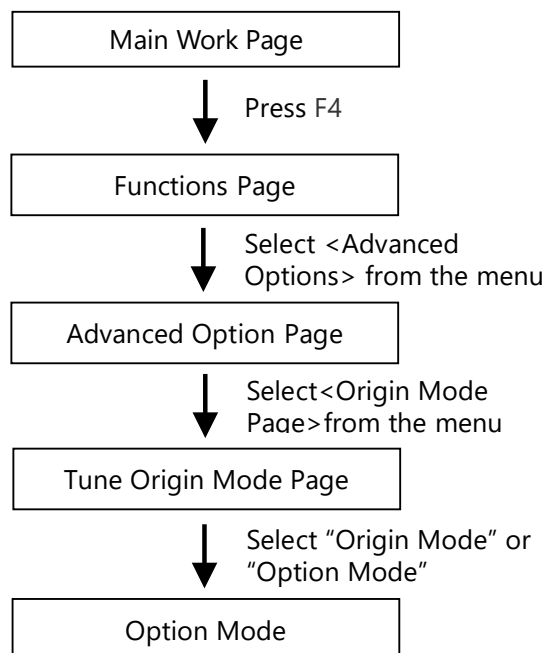 Main Work Page
Press F4
Functions Page
Select <Advanced
Options> from the menu
Advanced Option Page
Select<Origin Mode
Page>from the menu
Tune Origin Mode Page
Select “Origin Mode” or
“Option Mode”
Option Mode